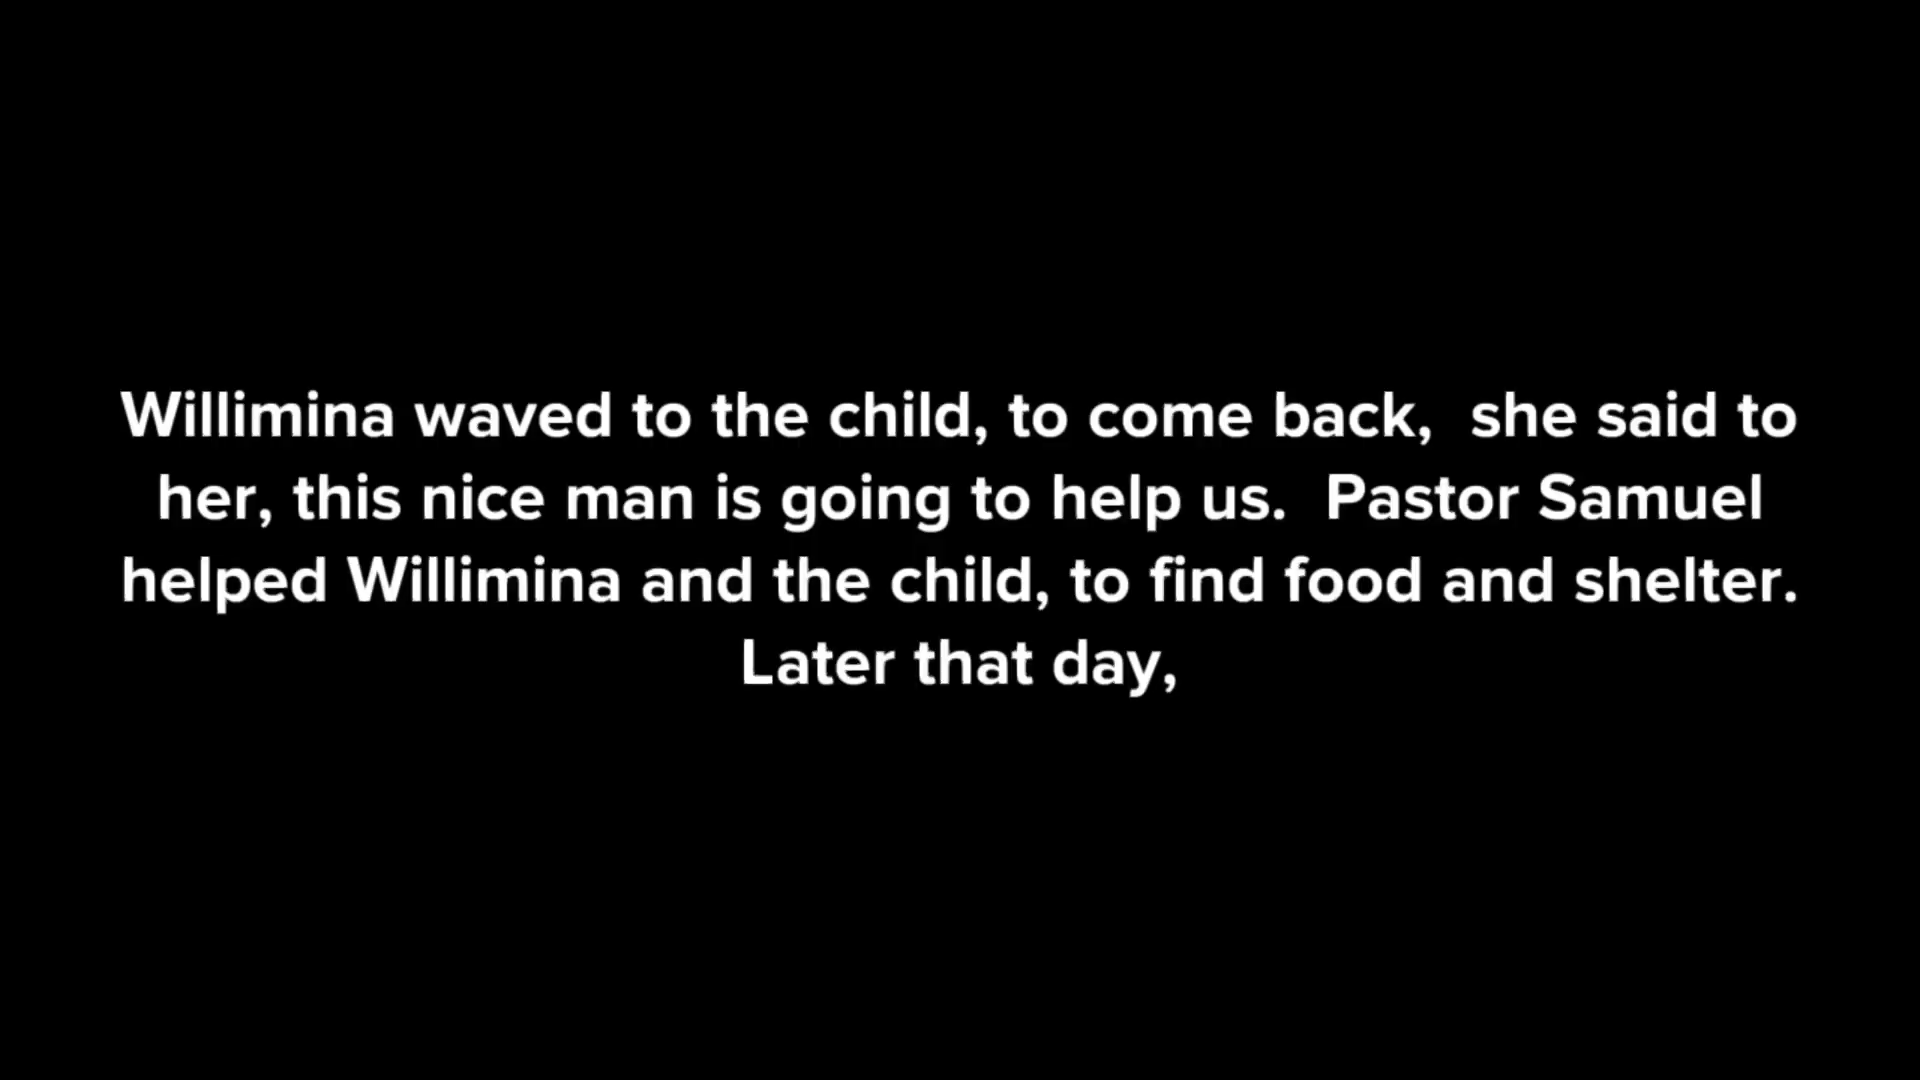 Willimina waved to the child, to come back,  she said to
her, this nice man is going to help us.  Pastor Samuel
helped Willimina and the child, to find food and shelter.
Later that day,